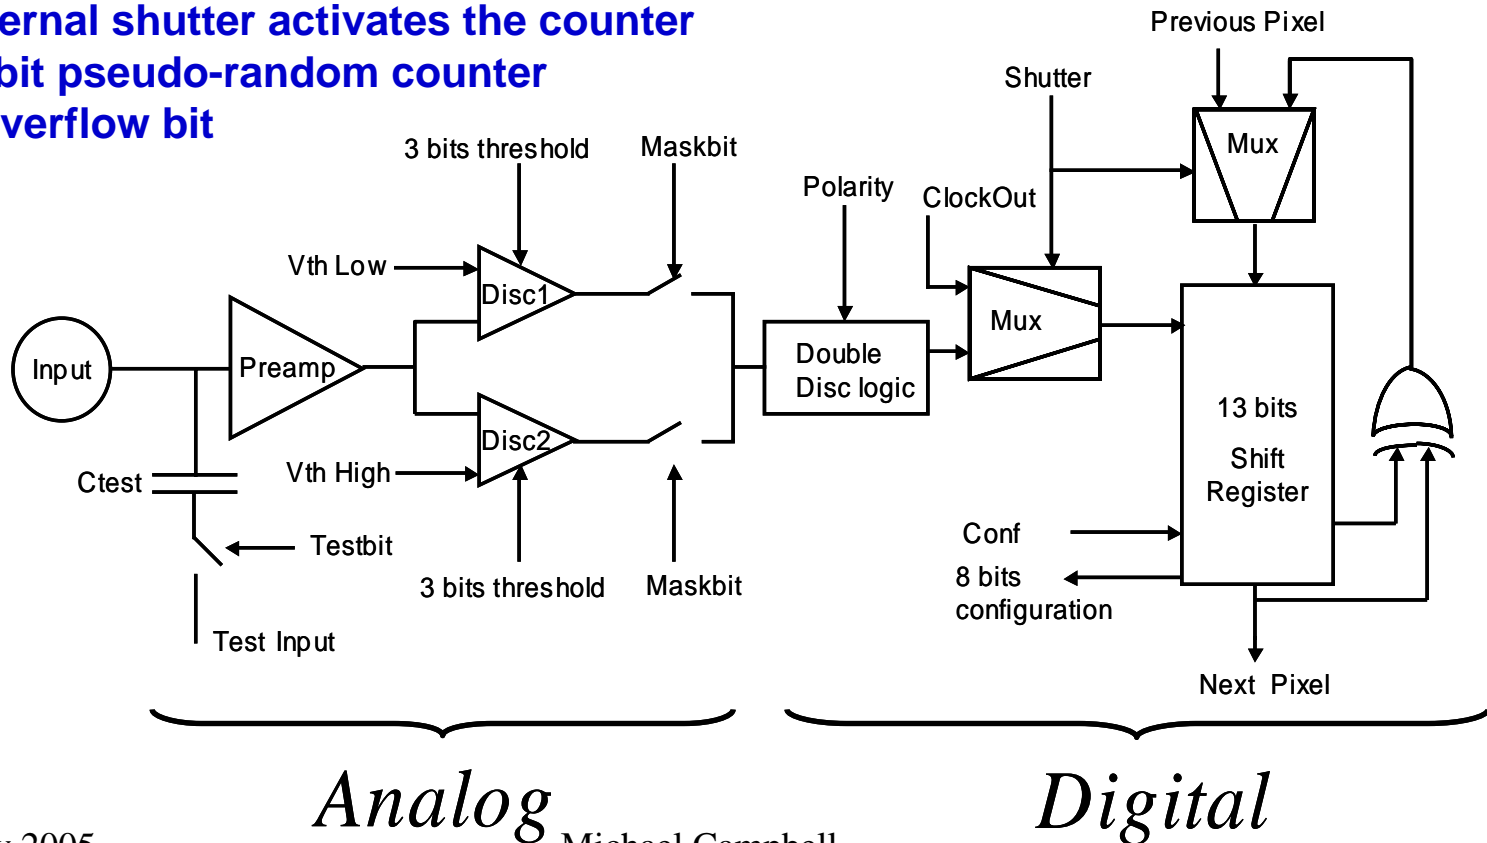 ernal shutter activates the counter
bit pseudo-random counter
verflow bit
Previous Pixel
Shutter
3 bits threshold
Maskbit
Mux
Polarity
ClockOut
Vth Low
Disc1
Mux
Input
Preamp
Double
Disc logic
13 bits
Shift
Register
Disc2
Vth High
Ctest
Testbit
Conf
8 bits
configuration
3 bits threshold
Maskbit
Test Input
Next Pixel
Analog
Digital
2005
Michael Campbell